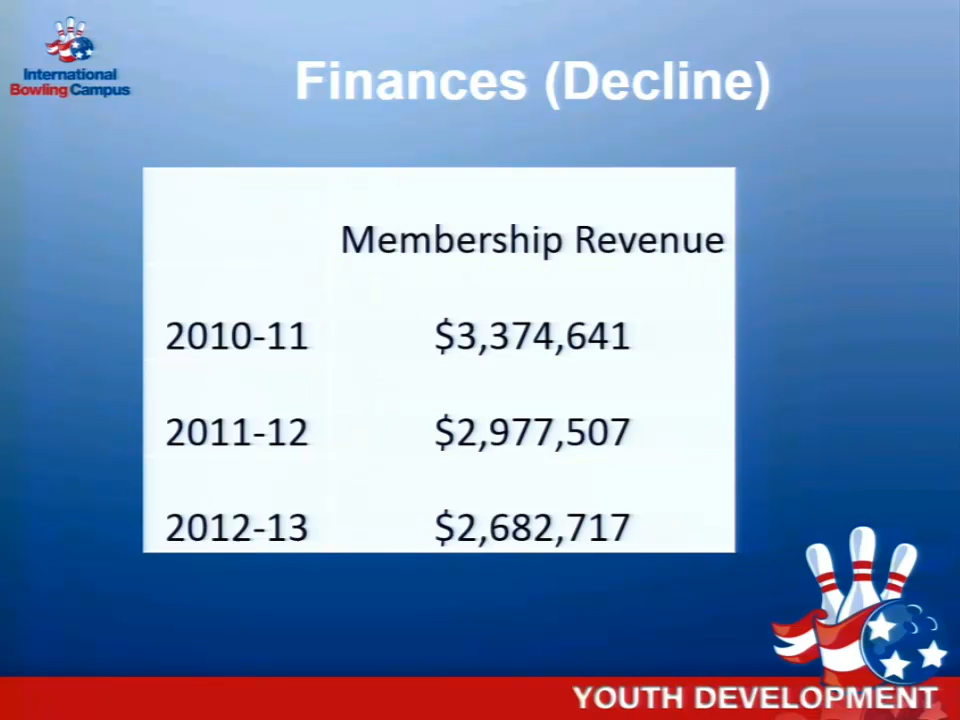 International
Bowling Campus
Finances (Decline)
Membership Revenue
2010-11 $3,374,641
2011-12 $2,977,507
2012-13 $2,682,717
YOUTH DEVELOPMENT